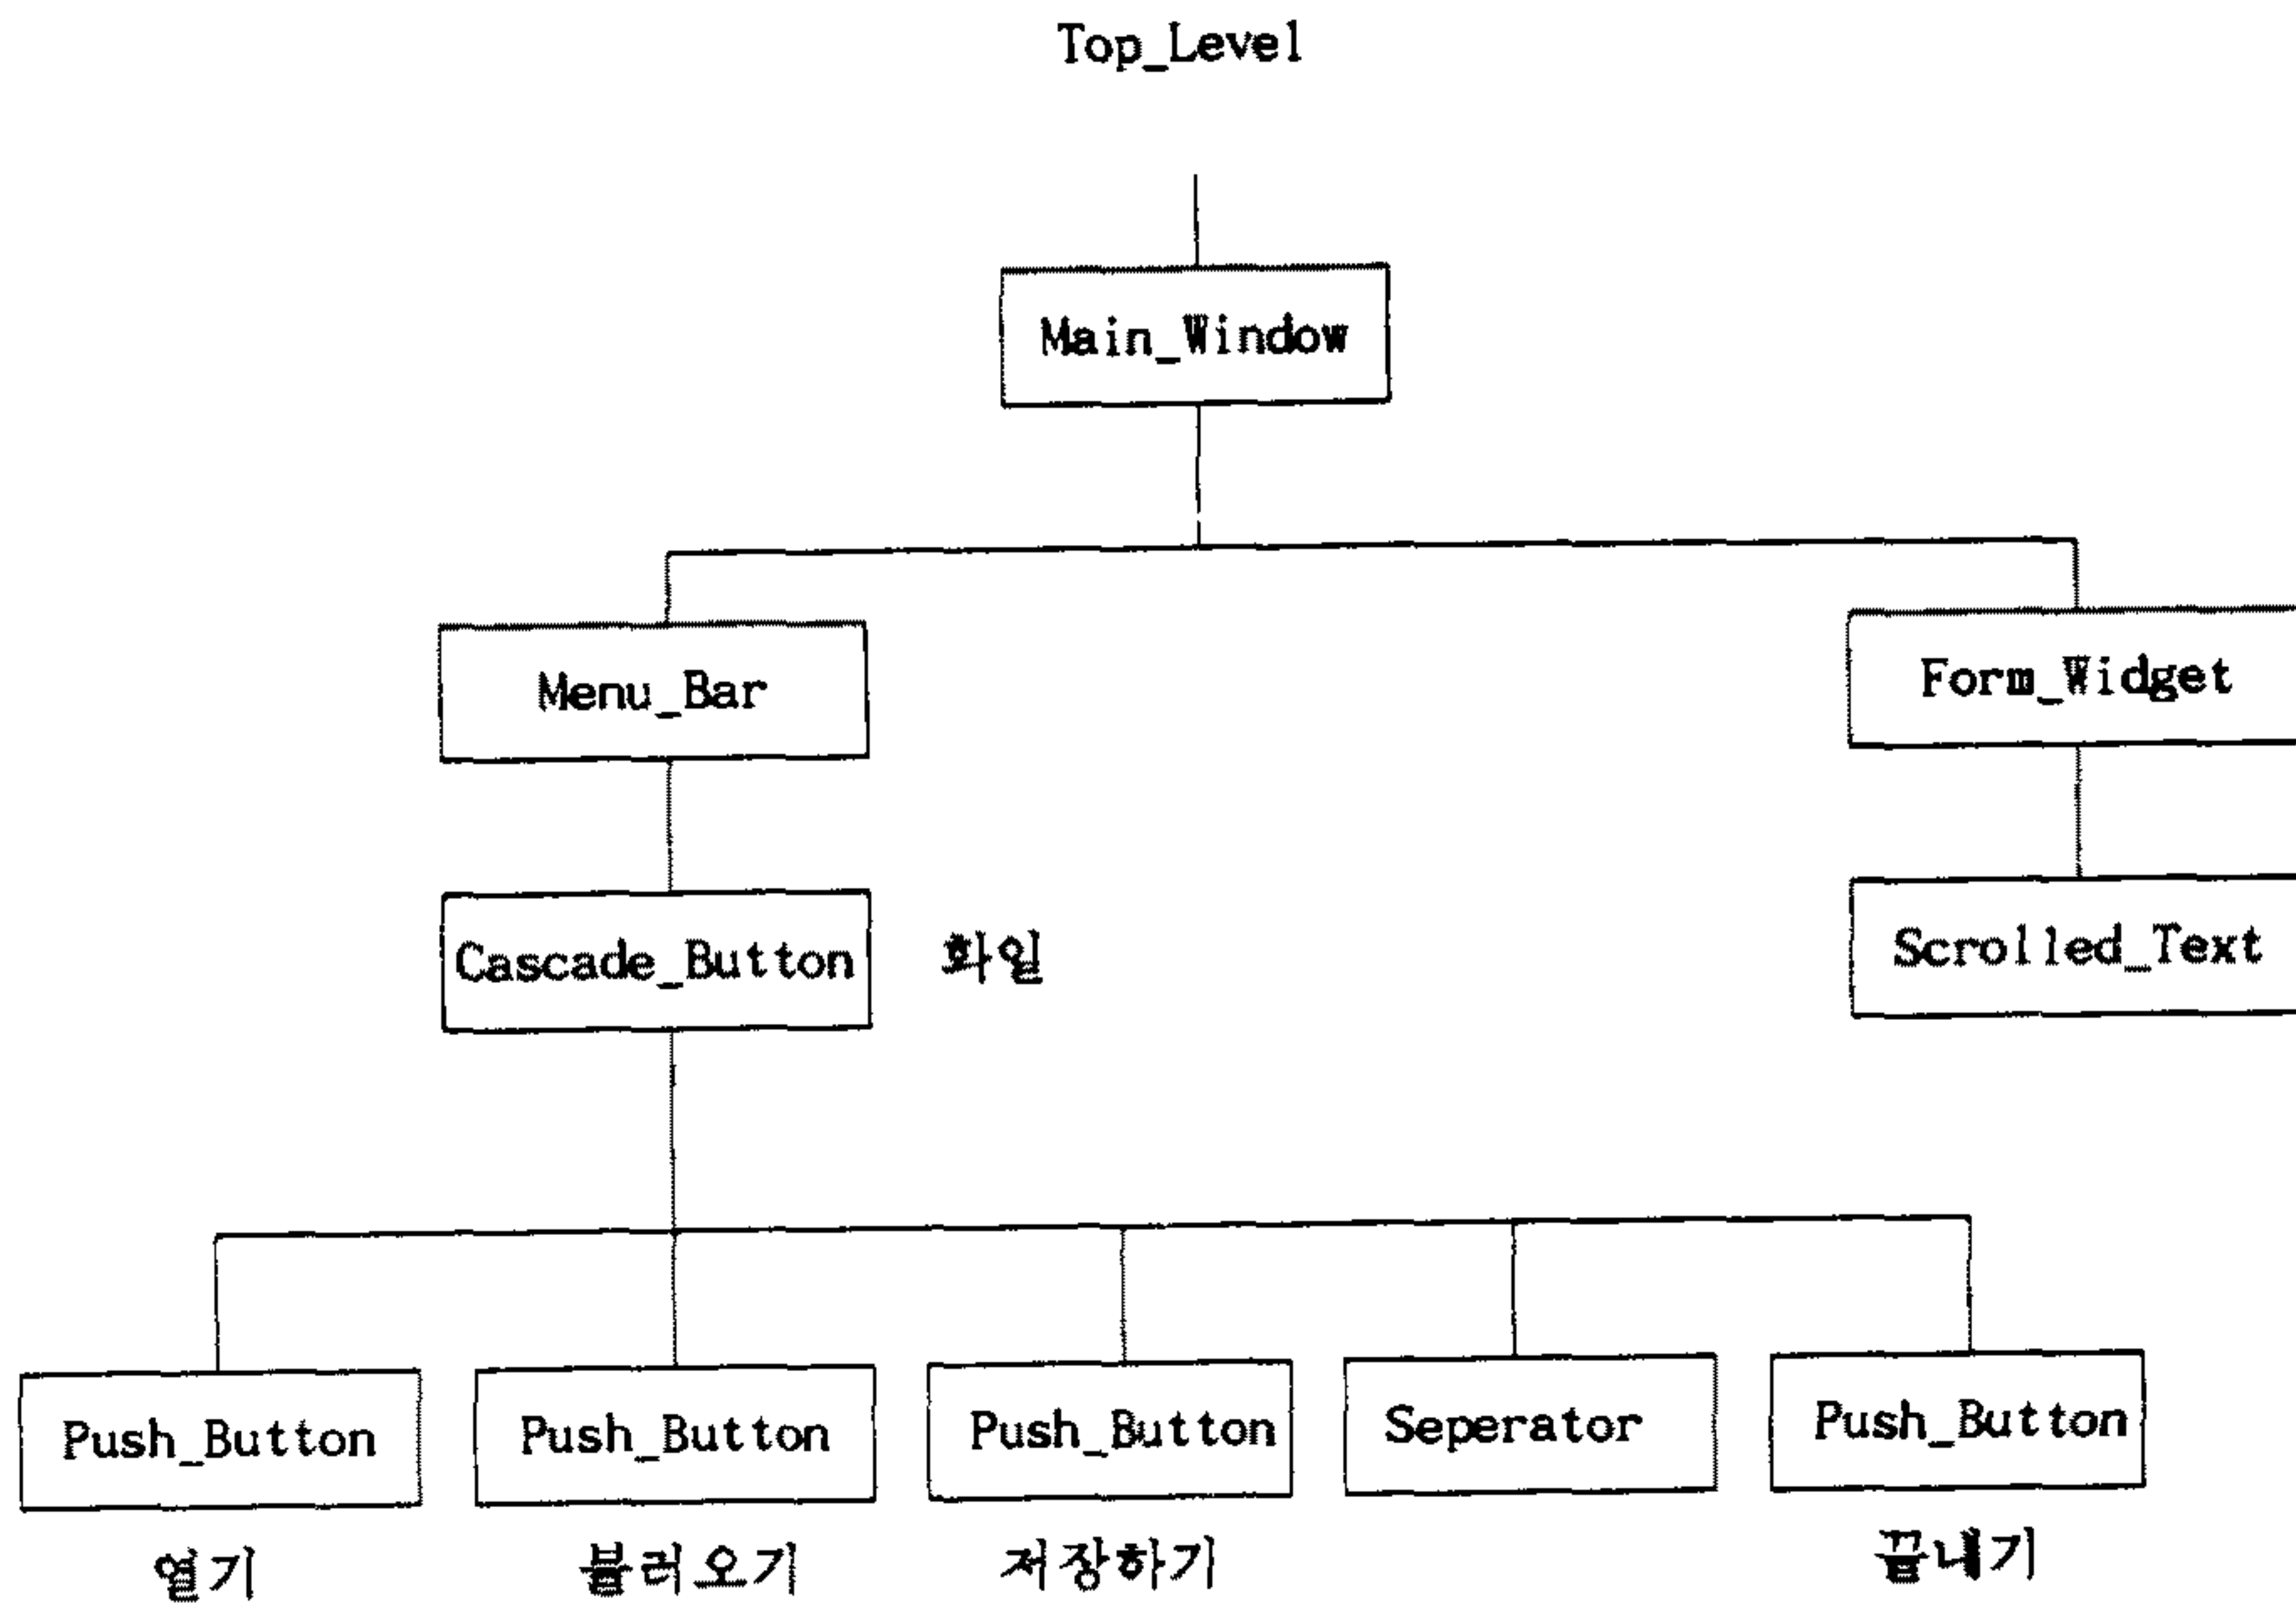 Top_Level
Main_Window
Menu_Bar
Form_Widget
Cascade_Button
화일
Scrolled_Text
Push_Button
Push_Button
Push_Button
Seperator
Push_Button
열기
불러오기
저장하기
끝내기